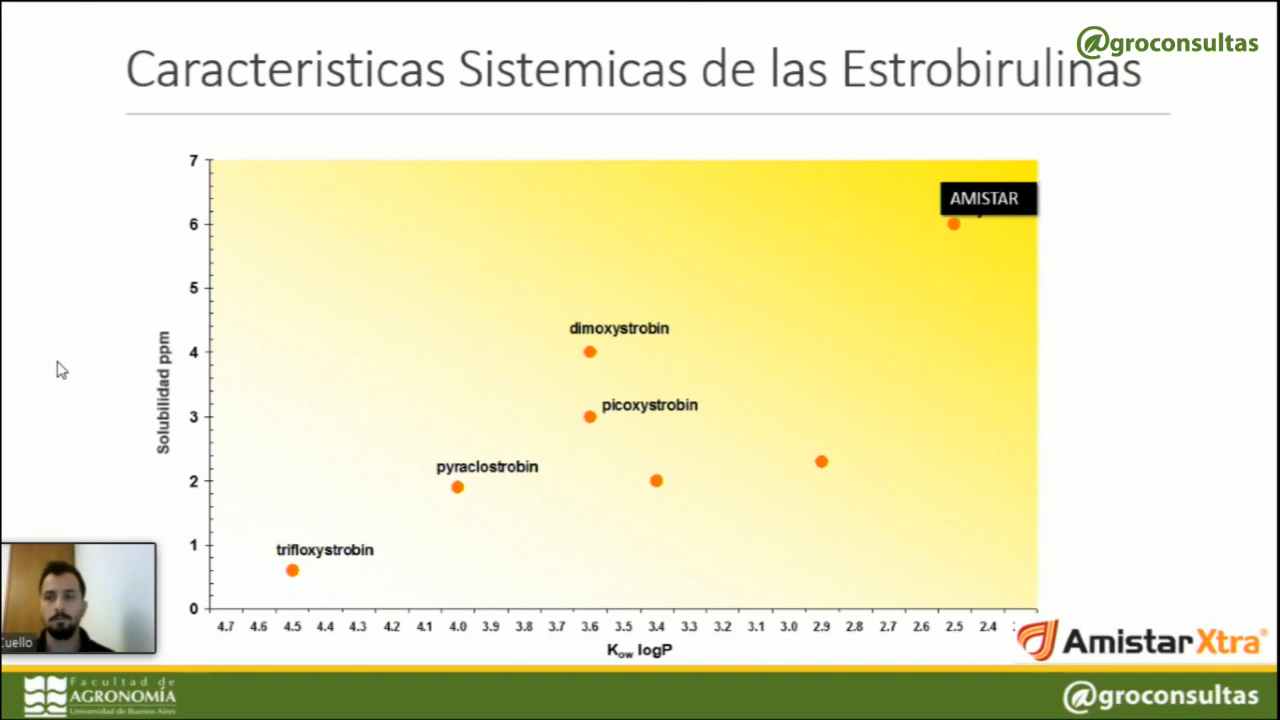 Caracteristicas Sistemicas de las Estrobirulinas
@groconsultas
7
6
5
4
3
2
1
0
Solubilidad ppm
AMISTAR
dimoxystrobin
picoxystrobin
pyraclostrobin
trifloxystrobin
4.7 4.6 4.5 4.4 4.3 4.2 4.1 4.0 3.9 3.8 3.7 3.6 3.5 3.4 3.3 3.2 3.1 3.0 2.9 2.8 2.7 2.6 2.5 2.4
Kow logP
Cuello
AmistarXtra®
Facultad de
AGRONOMÍA
Universidad de Buenos Aires
@groconsultas